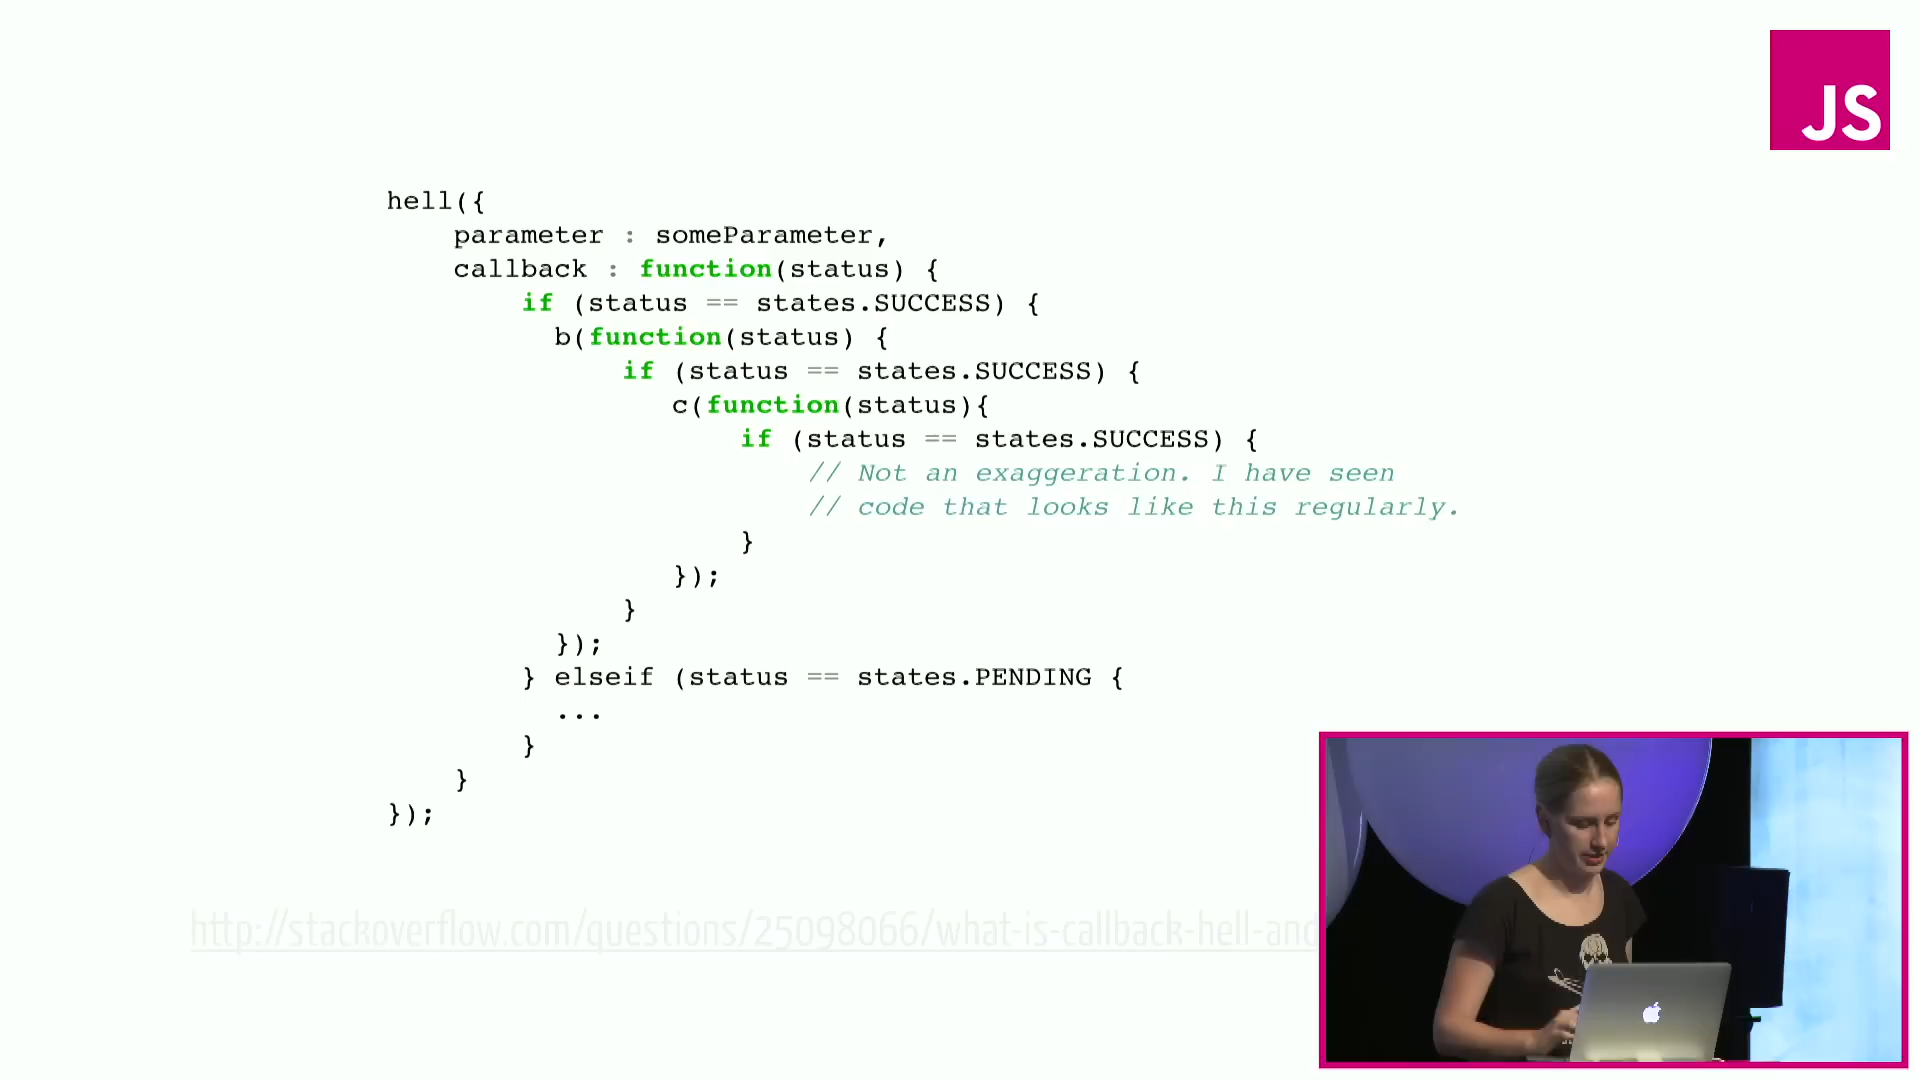 JS
hell({
parameter : someParameter,
callback : function(status) {
if (status == states.SUCCESS) {
b(function(status) {
if (status == states.SUCCESS) {
c(function(status){
if (status == states.SUCCESS) {
// Not an exaggeration. I have seen
// code that looks like this regularly.
}
});
}
});
} elseif (status == states.PENDING {
...
}
}
});
http://stackoverflow.com/questions/25098066/what-is-callback-hell-and